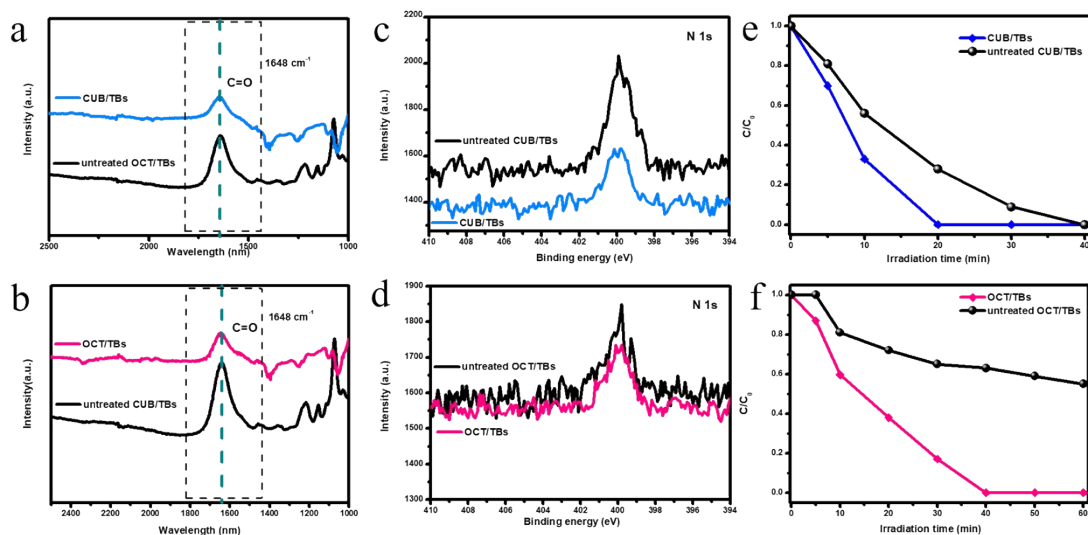 a
Intensity (a.u.)
1648 cm⁻¹
C=O
CUB/TBs
untreated OCT/TBs
2500 2000 1500 1000
Wavelength (nm)
b
Intensity(a.u.)
1648 cm⁻¹
C=O
OCT/TBs
untreated CUB/TBs
2400 2200 2000 1800 1600 1400 1200 1000
Wavelength (nm)
c
Intensity (a.u.)
2200
2000
1800
1600
1400
N 1s
untreated CUB/TBs
CUB/TBs
410 408 406 404 402 400 398 396 394
Binding energy (eV)
d
Intensity (a.u.)
1900
1800
1700
1600
1500
1400
1300
N 1s
untreated OCT/TBs
OCT/TBs
410 408 406 404 402 400 398 396 394
Binding energy (eV)
e
C/C₀
1.0
0.8
0.6
0.4
0.2
0.0
CUB/TBs
untreated CUB/TBs
0 10 20 30 40
Irradiation time (min)
f
C/C₀
1.0
0.8
0.6
0.4
0.2
0.0
OCT/TBs
untreated OCT/TBs
0 10 20 30 40 50 60
Irradiation time (min)